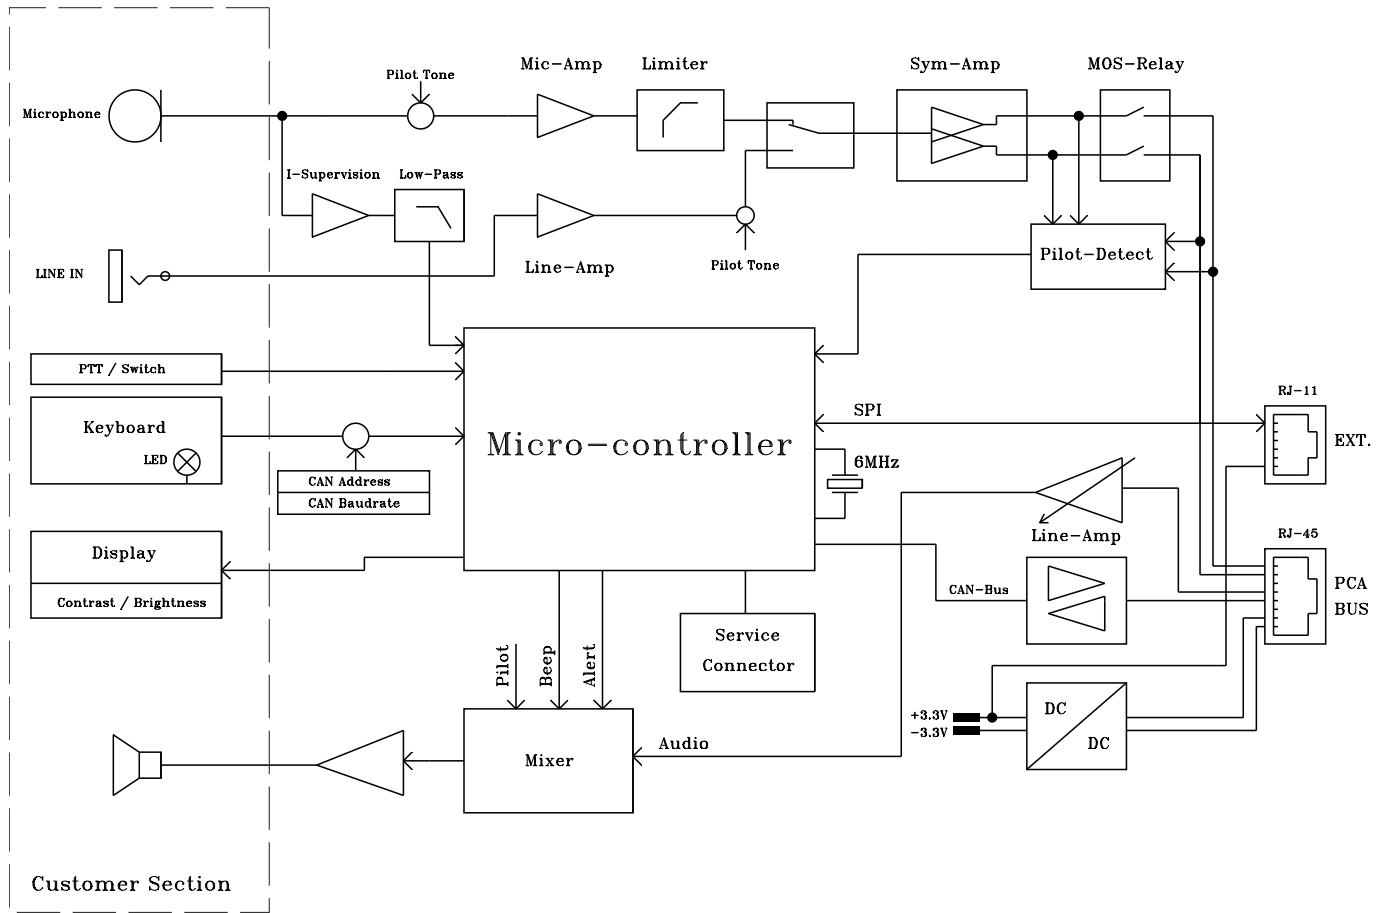 Mic-Amp
Limiter
Sym-Amp
MOS-Relay
Pilot Tone
Microphone
I-Supervision
Low-Pass
LINE IN
Line-Amp
Pilot Tone
Pilot-Detect
PTT / Switch
Keyboard
LED
CAN Address
CAN Baudrate
Micro-controller
SPI
6MHz
RJ-11
EXT.
Line-Amp
RJ-45
PCA
BUS
Display
Contrast / Brightness
CAN-Bus
Service
Connector
Pilot
Beep
Alert
+3.3V
-3.3V
DC
DC
Audio
Mixer
Customer Section